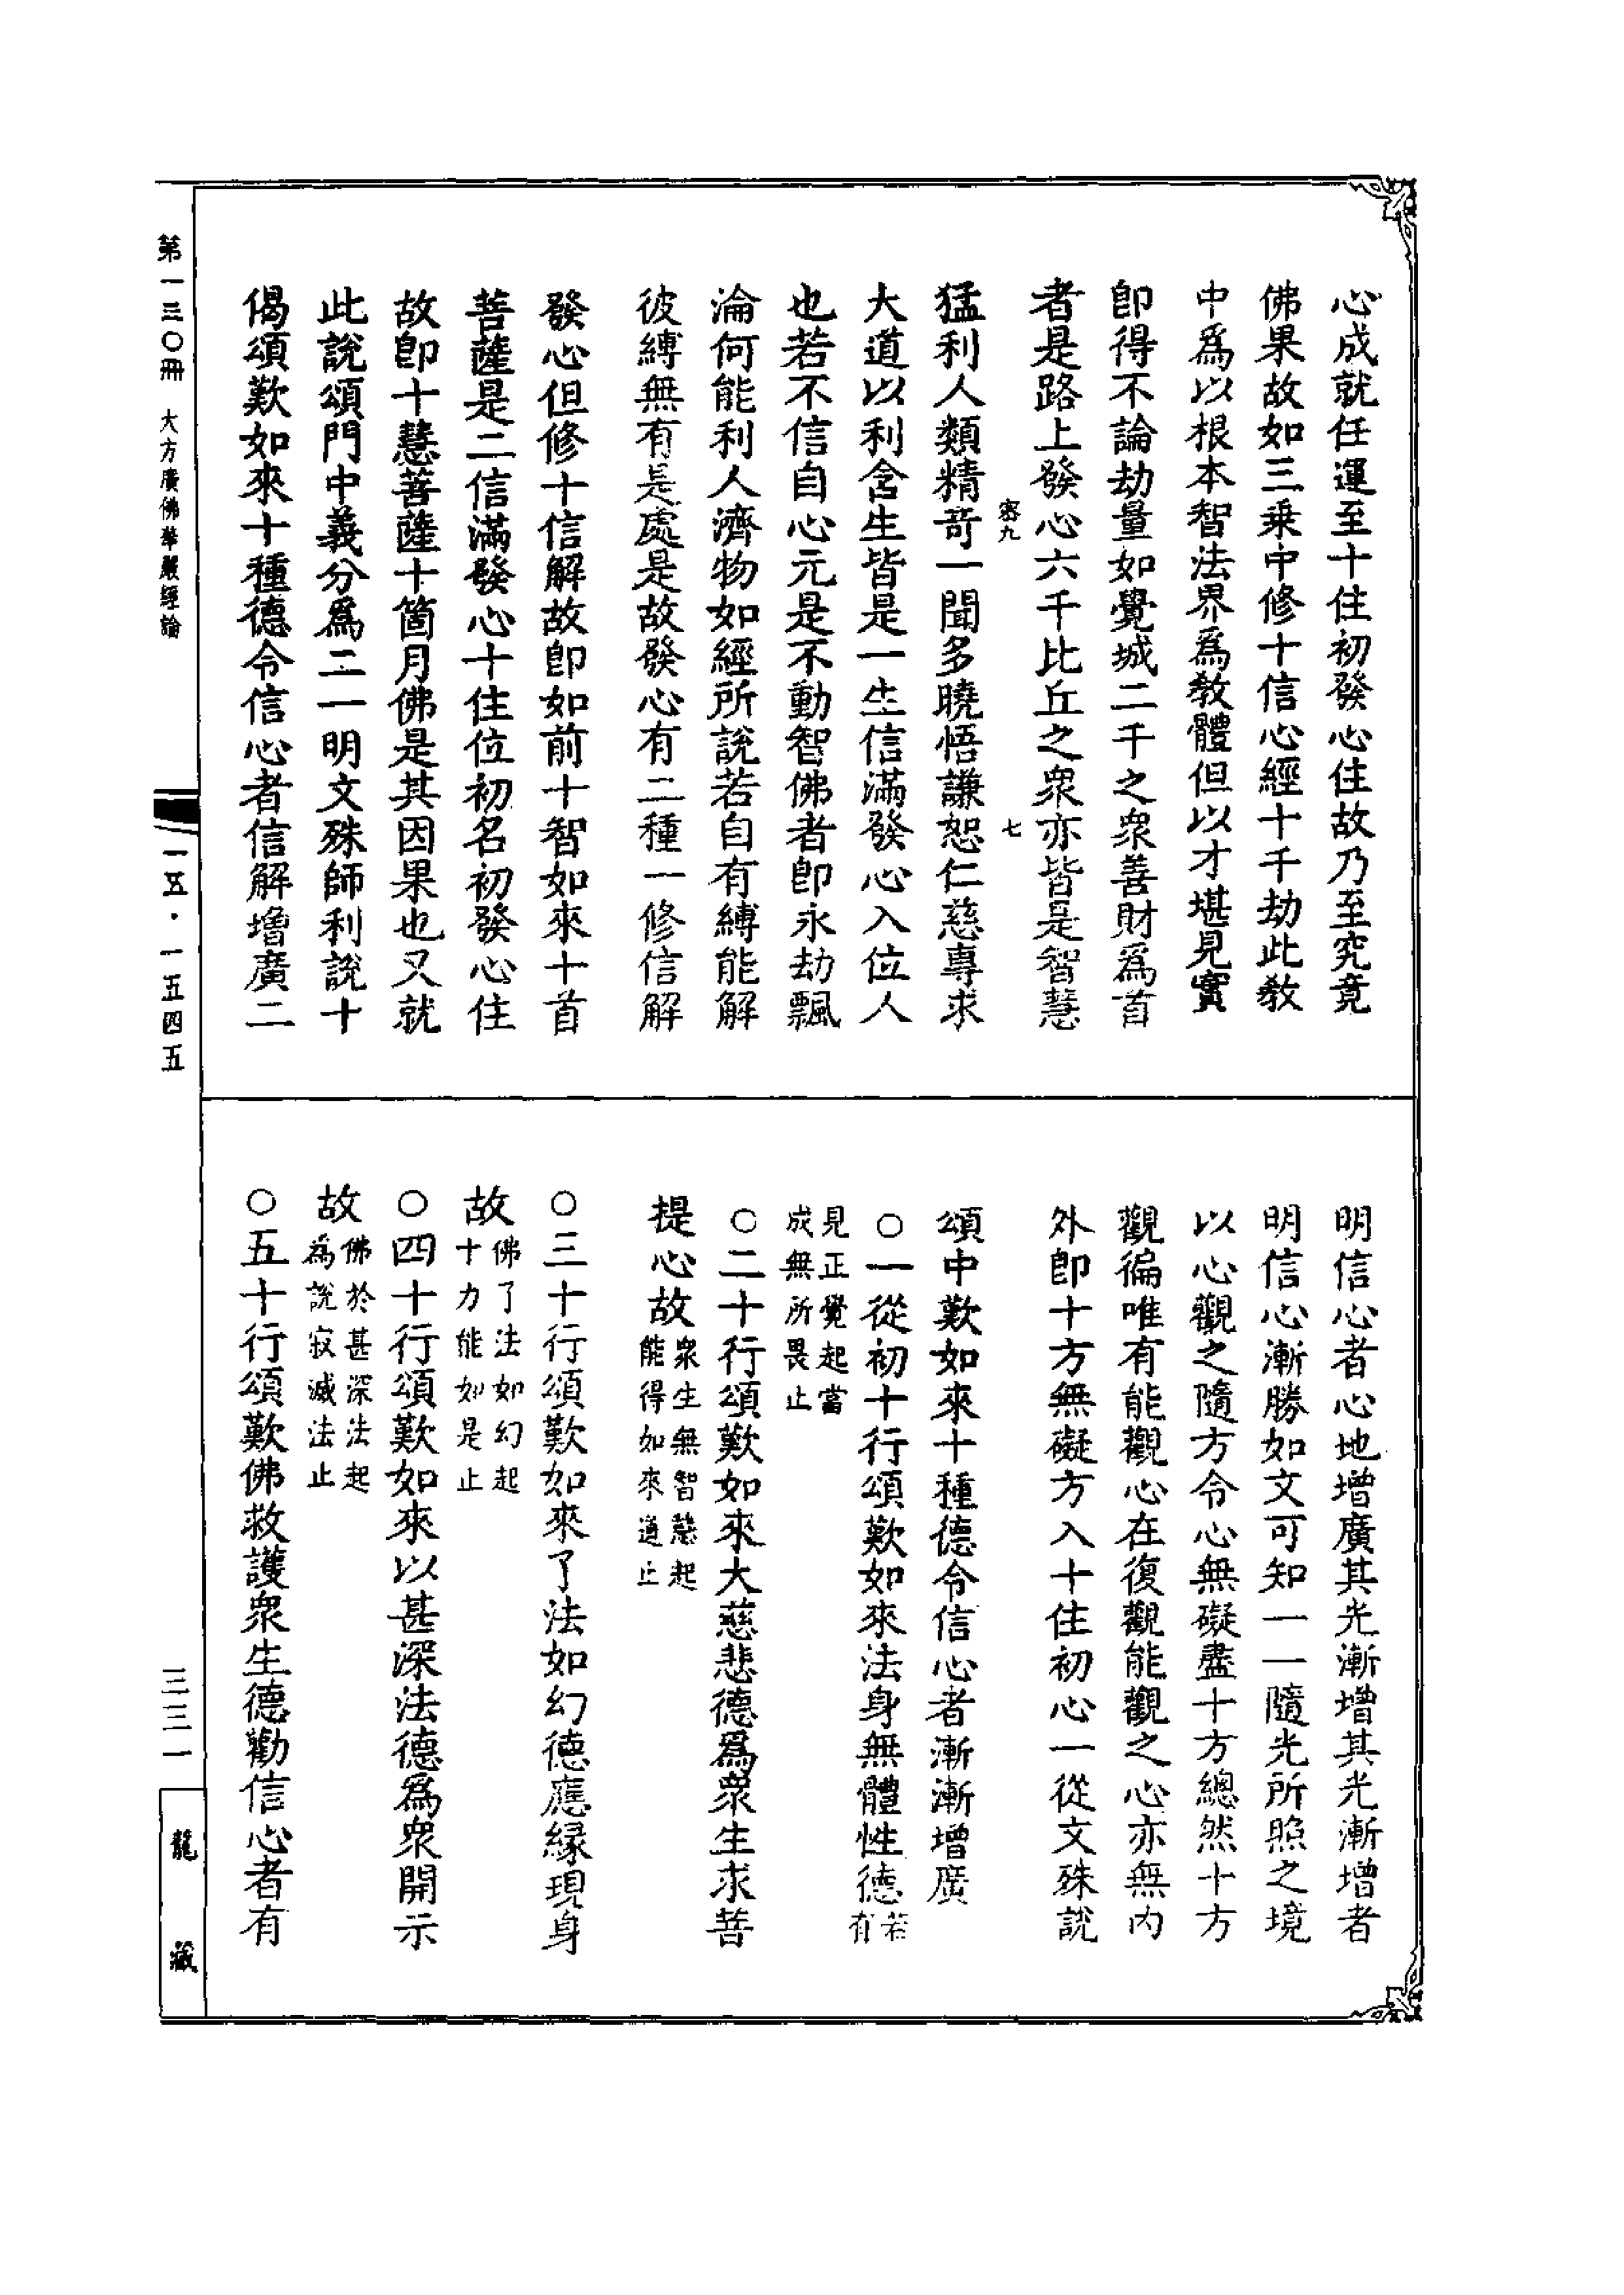 心成就任運至十住初發心住故乃至究竟
佛果故如三乗中修十信心經十千劫此教
中爲以根本智法界爲教體但以才堪見實
即得不論劫量如覺城二千之衆善財爲首
者是路上發心六千比丘之衆亦皆是智慧
密九
七
猛利人類精奇一聞多曉悟謙恕仁慈專求
大道以利含生皆是一生信滿發心入位人
也若不信自心元是不動智佛者即永劫飄
淪何能利人濟物如經所說若自有縛能解
彼縛無有是處是故發心有二種一修信解
發心但修十信解故即如前十智如來十首
菩薩是二信滿發心十住位初名初發心住
故即十慧菩薩十箇月佛是其因果也又就
此說頌門中義分爲二一明文殊師利說十
偈頌歎如來十種德令信心者信解增廣二
明信心者心地增廣其光漸增其光漸增者
明信心漸勝如文可知一一隨光所照之境
以心觀之隨方令心無礙盡十方總然十方
觀徧唯有能觀心在復觀能觀之心亦無內
外即十方無礙方入十住初心一從文殊說
頌中歎如來十種德令信心者漸漸增廣
○一從初十行頌歎如來法身無體性德若有
見正覺起當
成無所畏止
○二十行頌歎如來大慈悲德爲衆生求菩
提心故衆生無智慧起
能得如來道止
○三十行頌歎如來了法如幻德應緣現身
故佛了法如幻起
十力能如是止
○四十行頌歎如來以甚深法德爲衆開示
故佛於甚深法起
為說寂滅法止
○五十行頌歎佛救護衆生德勸信心者有
第一三○冊 大方廣佛華嚴經論
一五·一五四五
三三一
龍藏